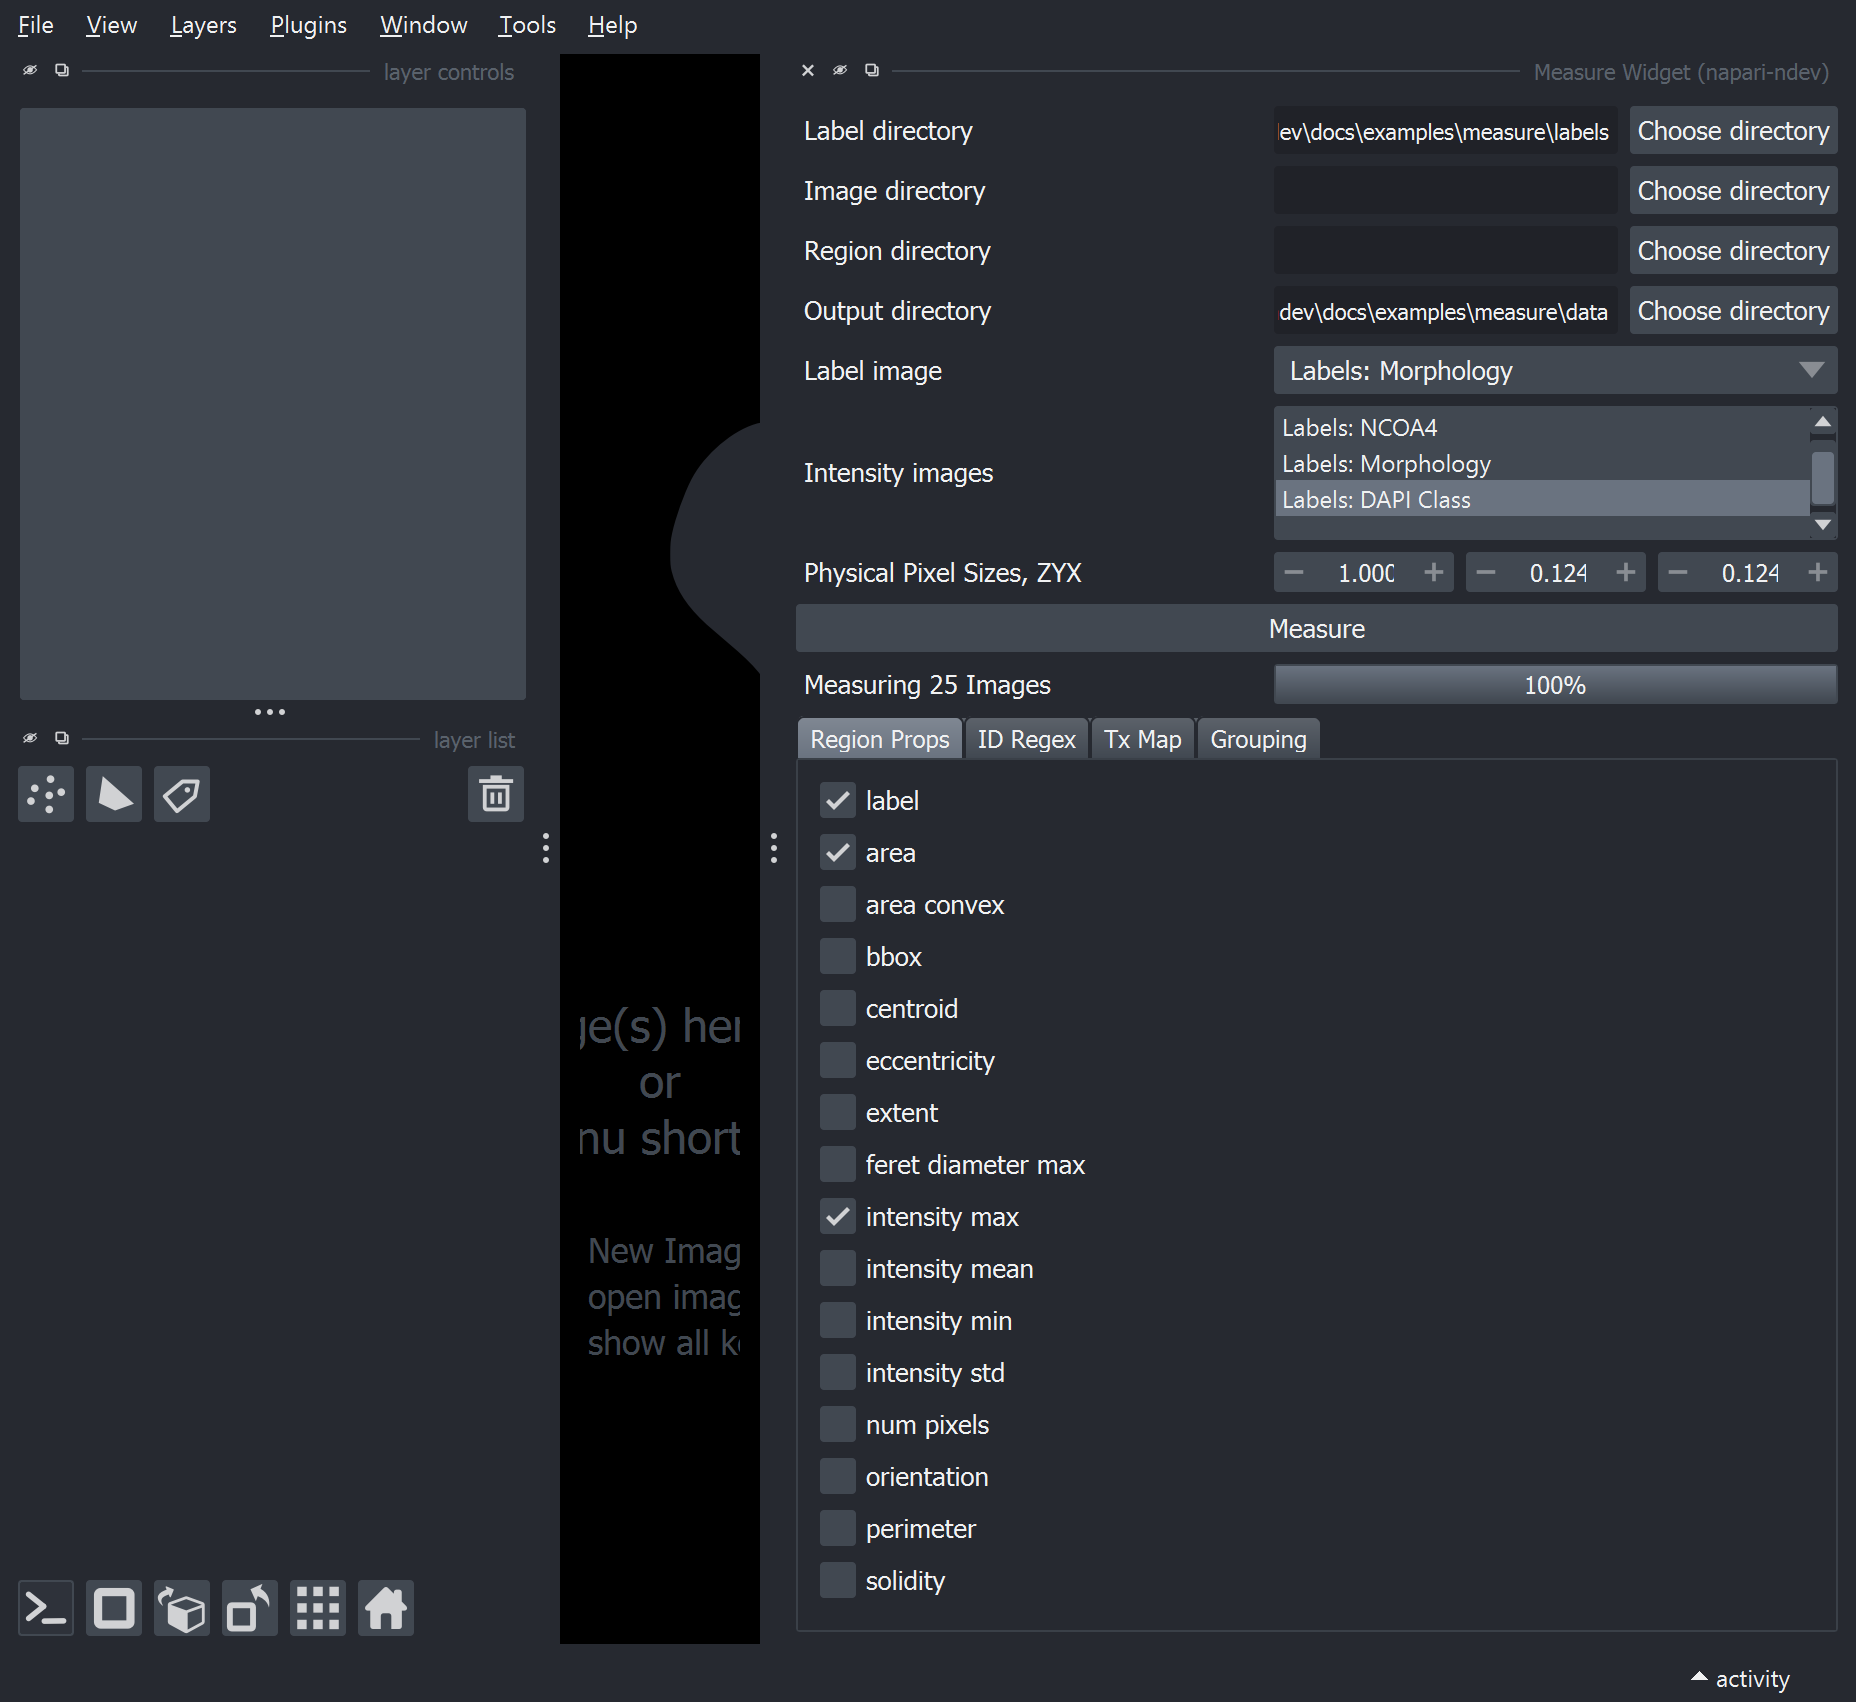 File View Layers Plugins Window Tools Help
layer controls
layer list
ge(s) her
or
nu short
New Imag
open imag
show all k
Measure Widget (napari-ndev)
Label directory ev\docs\examples\measure\labels Choose directory
Image directory Choose directory
Region directory Choose directory
Output directory dev\docs\examples\measure\data Choose directory
Label image Labels: Morphology
Intensity images
Labels: NCOA4
Labels: Morphology
Labels: DAPI Class
Physical Pixel Sizes, ZYX 1.000 0.124 0.124
Measure
Measuring 25 Images 100%
Region Props ID Regex Tx Map Grouping
label
area
area convex
bbox
centroid
eccentricity
extent
feret diameter max
intensity max
intensity mean
intensity min
intensity std
num pixels
orientation
perimeter
solidity
activity